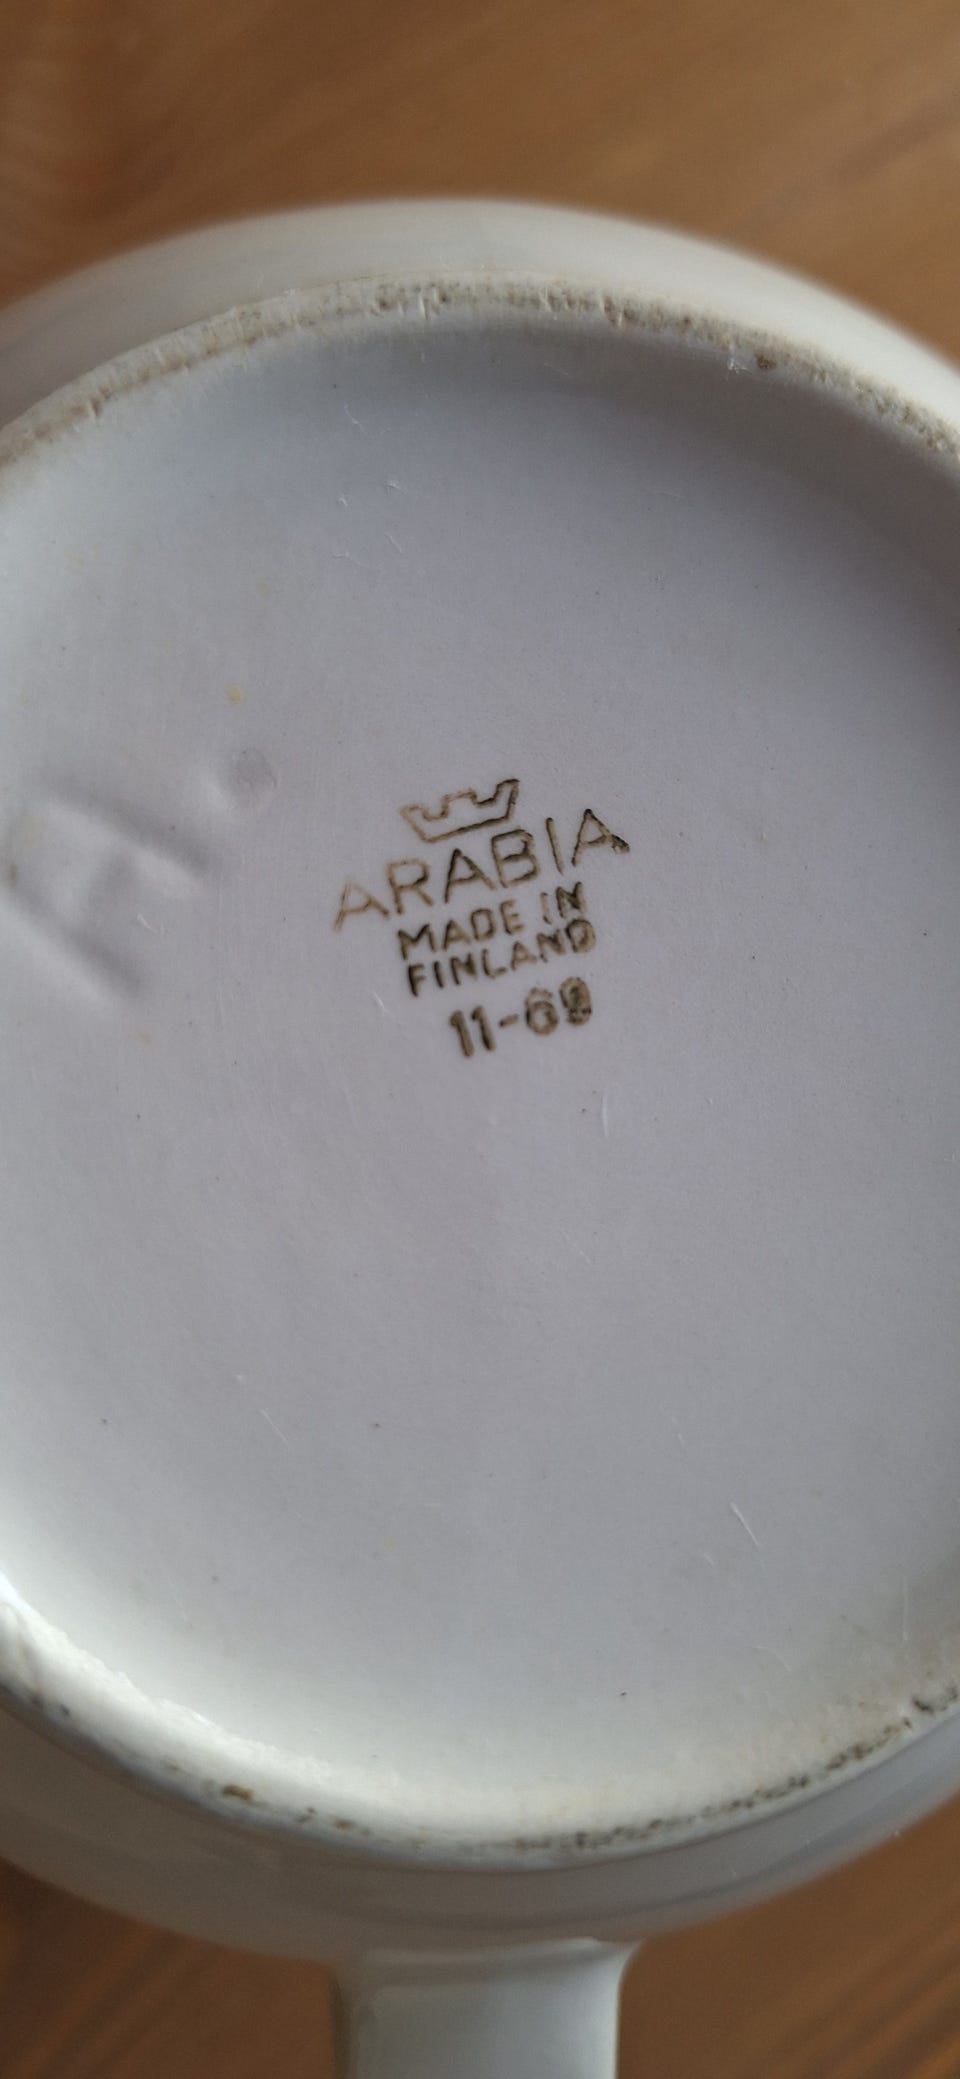 H.
ARABIA
MADE IN
FINLAND
11-69